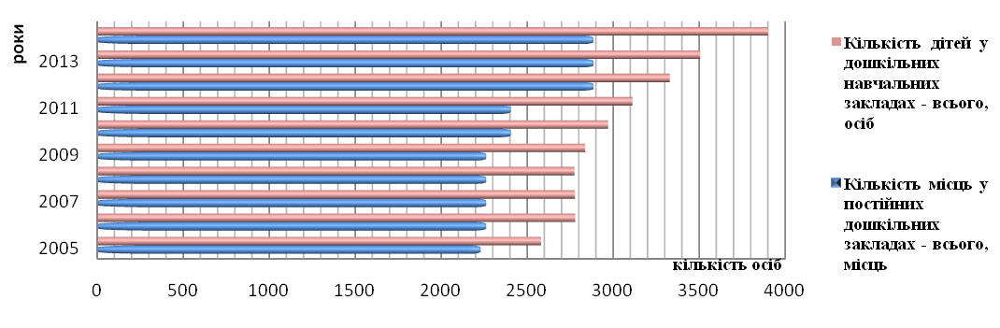 роки
2013
2011
2009
2007
2005
0 500 1000 1500 2000 2500 3000 3500 4000
кількість осіб
Кількість дітей у
дошкільних
навчальних
закладах - всього,
осіб
Кількість місць у
постійних
дошкільних
закладах - всього,
місць